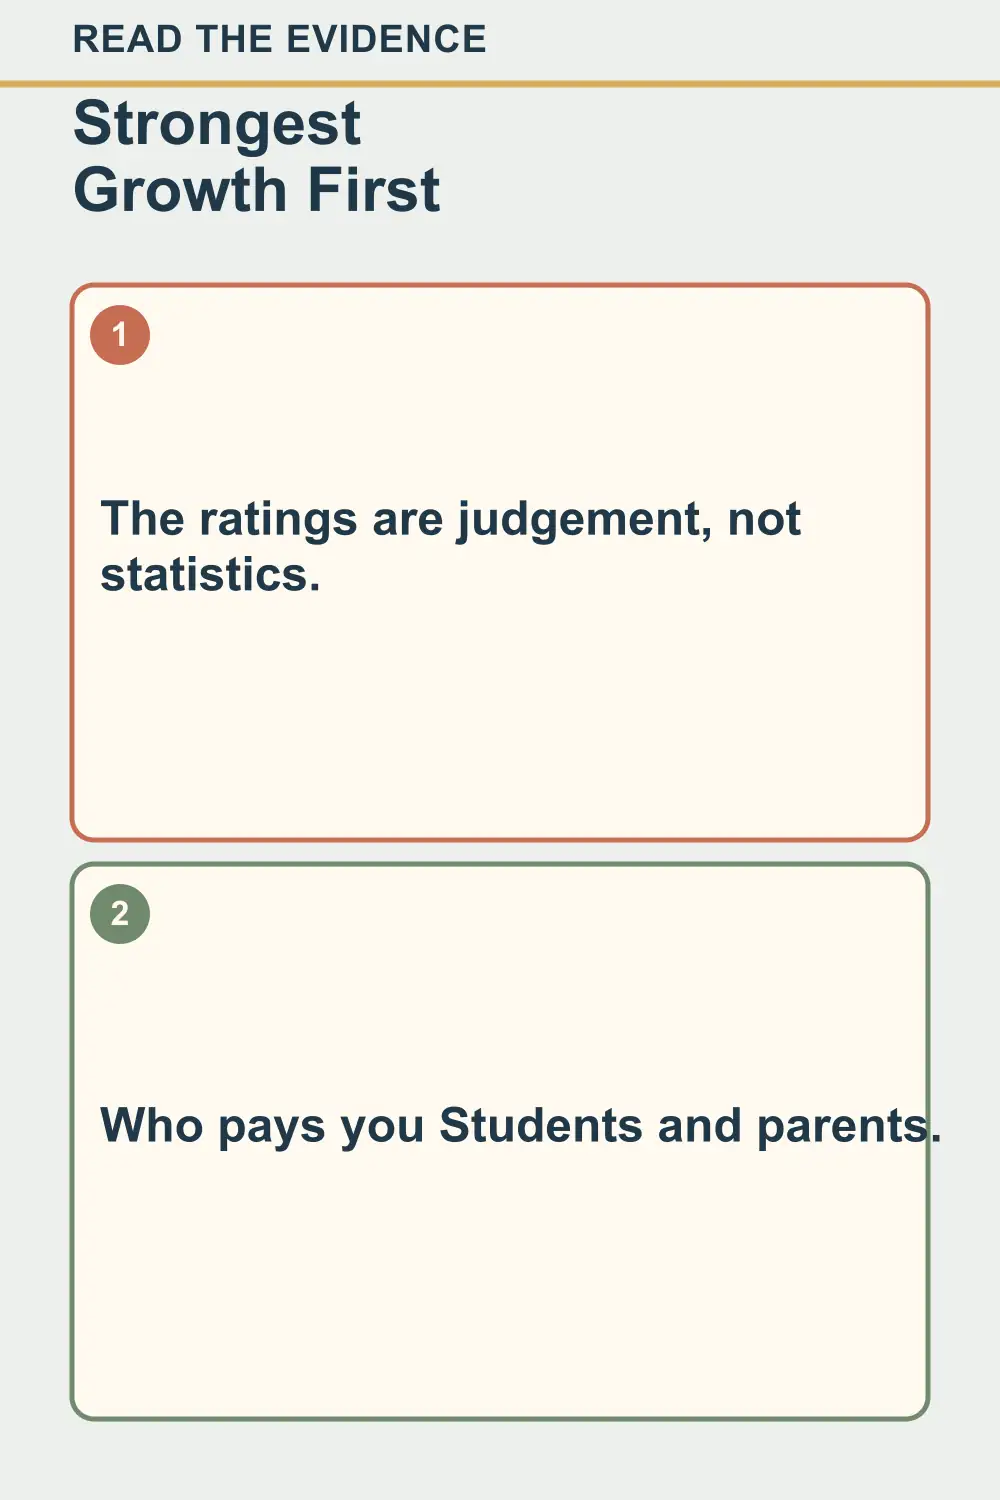 READ THE EVIDENCE
Strongest
Growth First
1
The ratings are judgement, not
statistics.
2
Who pays you Students and parents.